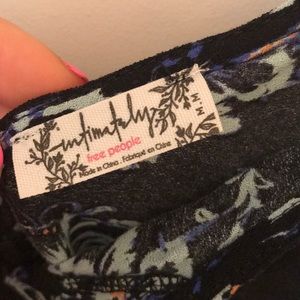 intimately
free people
Made in China . Fabriqué en Chine
M . M